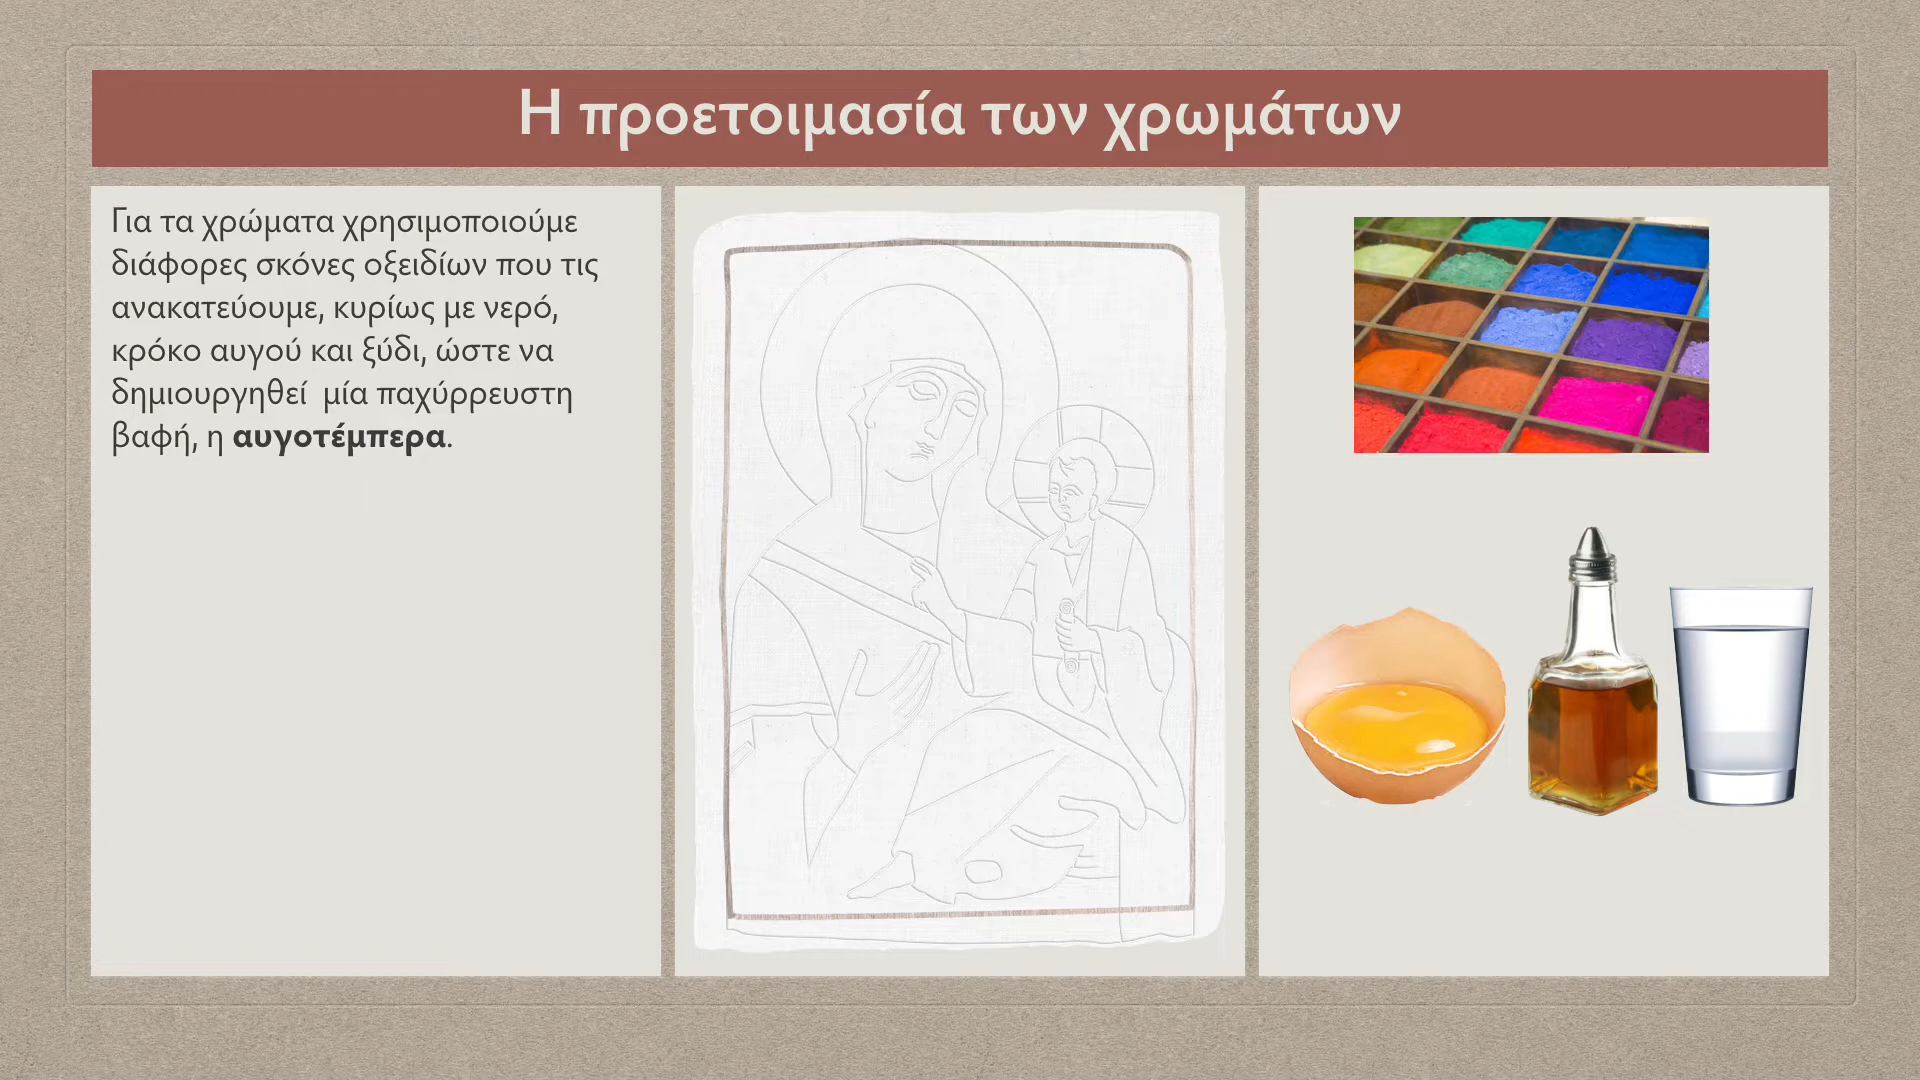 Η προετοιμασία των χρωμάτων
Για τα χρώματα χρησιμοποιούμε
διάφορες σκόνες οξειδίων που τις
ανακατεύουμε, κυρίως με νερό,
κρόκο αυγού και ξύδι, ώστε να
δημιουργηθεί  μία παχύρρευστη
βαφή, η αυγοτέμπερα.